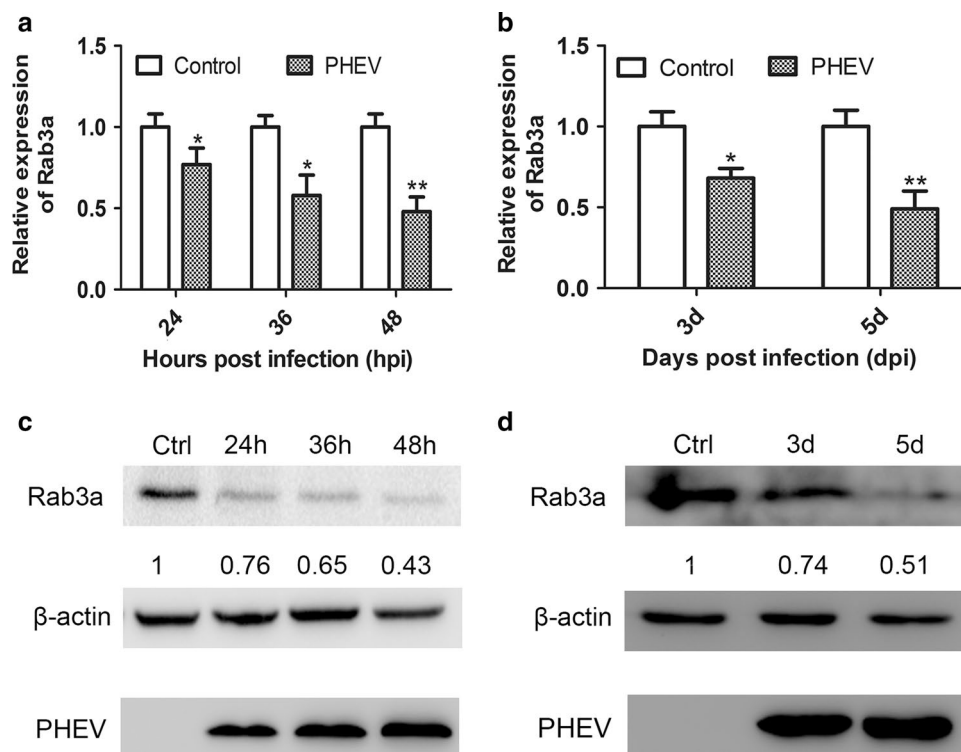 a
Relative expression
of Rab3a
1.5
1.0
0.5
0.0
Control
PHEV
*
*
**
24
36
48
Hours post infection (hpi)
b
Relative expression
of Rab3a
1.5
1.0
0.5
0.0
Control
PHEV
*
**
3d
5d
Days post infection (dpi)
c
Ctrl 24h 36h 48h
Rab3a
1 0.76 0.65 0.43
β-actin
PHEV
d
Ctrl 3d 5d
Rab3a
1 0.74 0.51
β-actin
PHEV